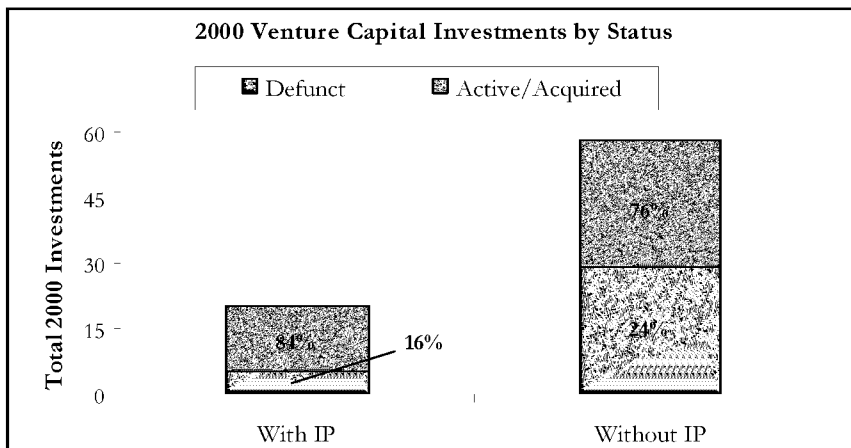 2000 Venture Capital Investments by Status
Defunct Active/Acquired
Total 2000 Investments
60
45
30
15
0
84%
16%
76%
24%
With IP
Without IP